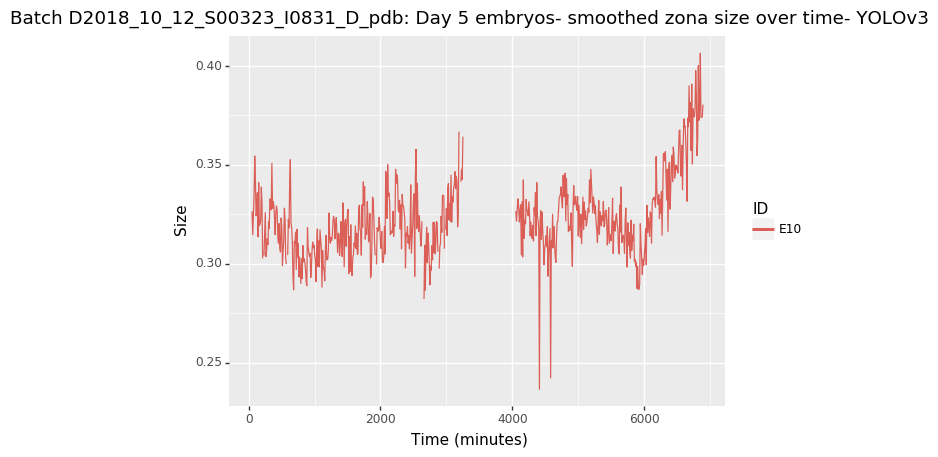 Batch D2018_10_12_S00323_I0831_D_pdb: Day 5 embryos- smoothed zona size over time- YOLOv3
0.40
0.35
0.30
0.25
Size
0
2000
4000
6000
Time (minutes)
ID
E10